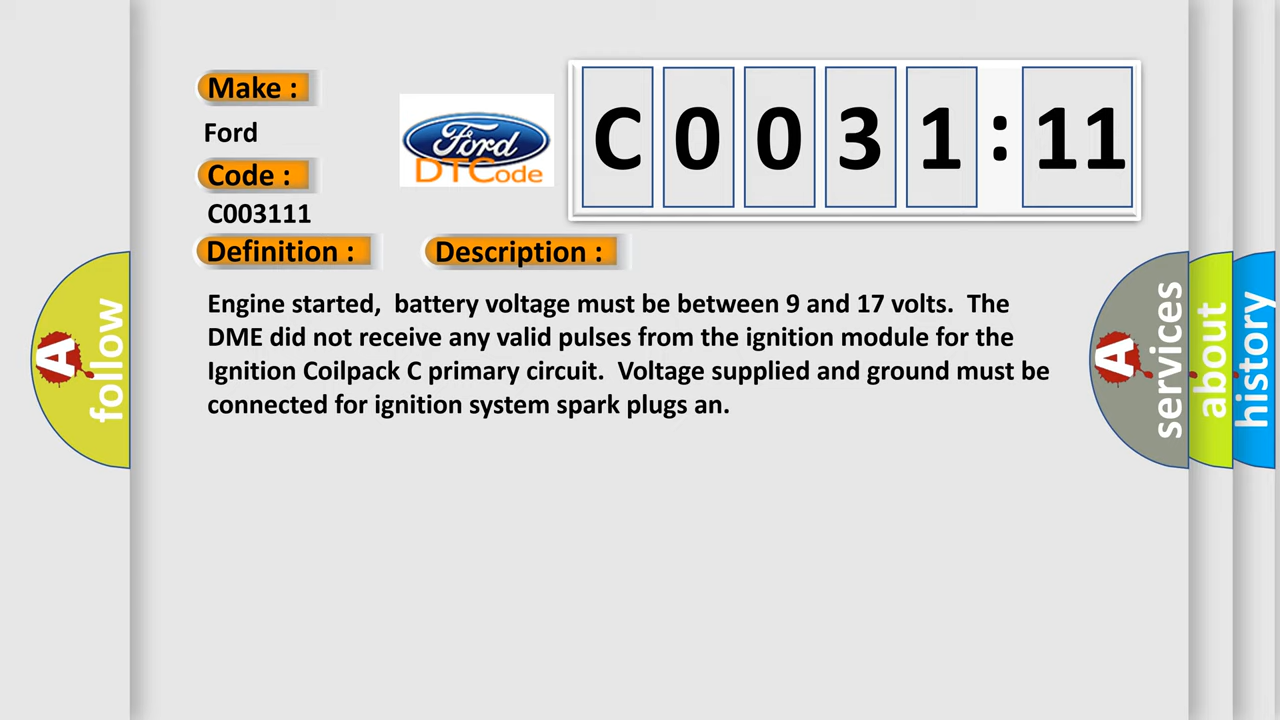 Make :
Ford
Code :
C003111
Ford
DTCode
C0031:11
Definition :
Description :
Engine started, battery voltage must be between 9 and 17 volts. The
DME did not receive any valid pulses from the ignition module for the
Ignition Coilpack C primary circuit. Voltage supplied and ground must be
connected for ignition system spark plugs an.
A follow
A services
about
history